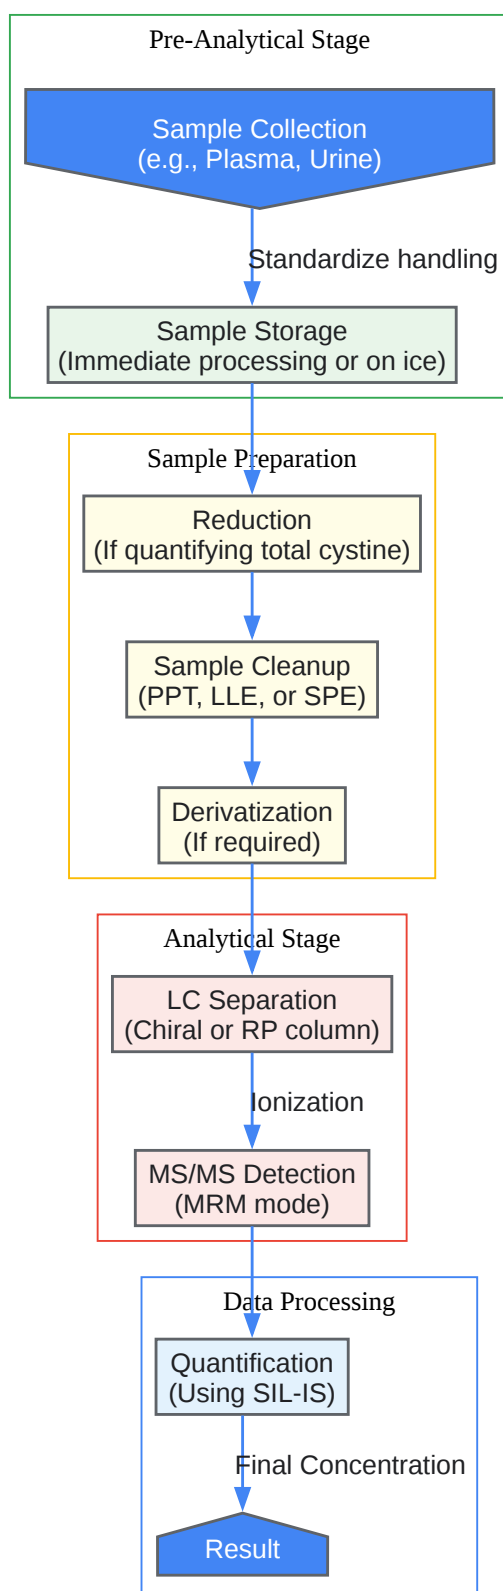 Pre-Analytical Stage
Sample Collection
(e.g., Plasma, Urine)
Standardize handling
Sample Storage
(Immediate processing or on ice)
Sample Preparation
Reduction
(If quantifying total cystine)
Sample Cleanup
(PPT, LLE, or SPE)
Derivatization
(If required)
Analytical Stage
LC Separation
(Chiral or RP column)
Ionization
MS/MS Detection
(MRM mode)
Data Processing
Quantification
(Using SIL-IS)
Final Concentration
Result